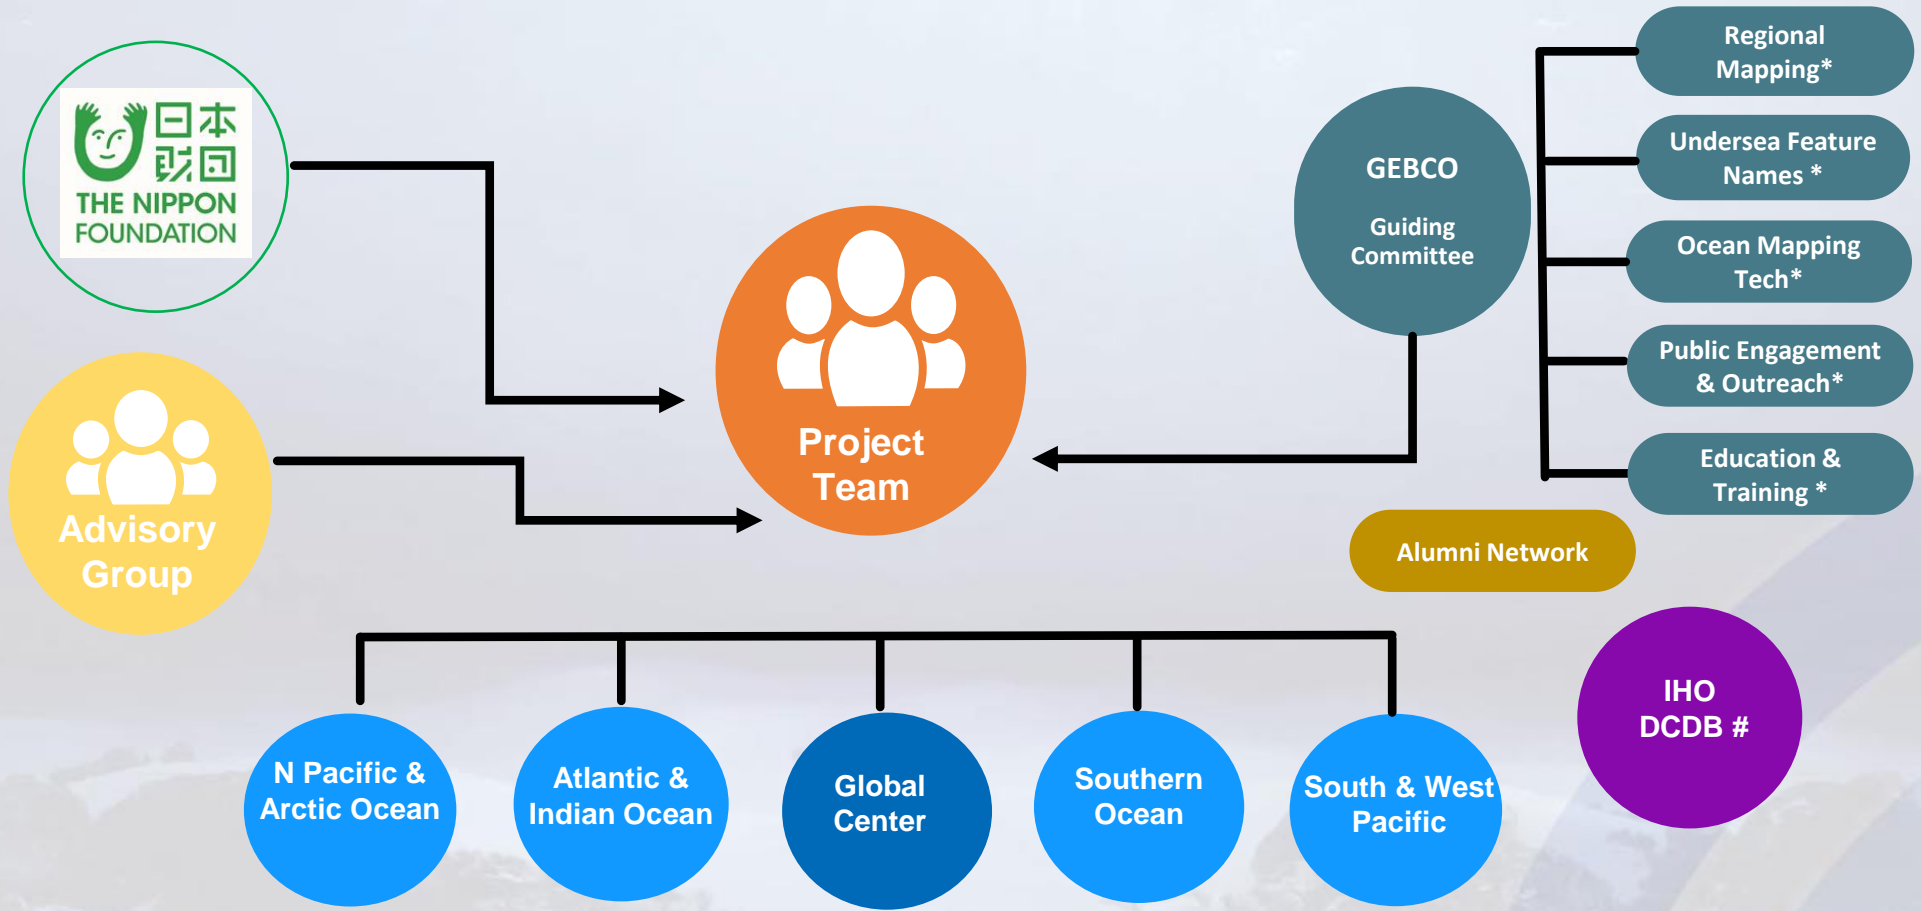 日本
財団
THE NIPPON
FOUNDATION
Advisory
Group
Project
Team
GEBCO
Guiding
Committee
Regional
Mapping*
Undersea Feature
Names *
Ocean Mapping
Tech*
Public Engagement
& Outreach*
Education &
Training *
Alumni Network
N Pacific &
Arctic Ocean
Atlantic &
Indian Ocean
Global
Center
Southern
Ocean
South & West
Pacific
IHO
DCDB #